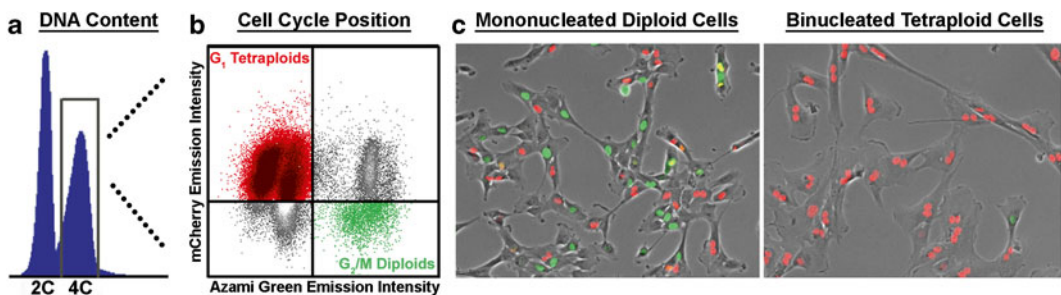 a
DNA Content
2C 4C
b
Cell Cycle Position
mCherry Emission Intensity
G₁ Tetraploids
G₂/M Diploids
Azami Green Emission Intensity
c
Mononucleated Diploid Cells
Binucleated Tetraploid Cells